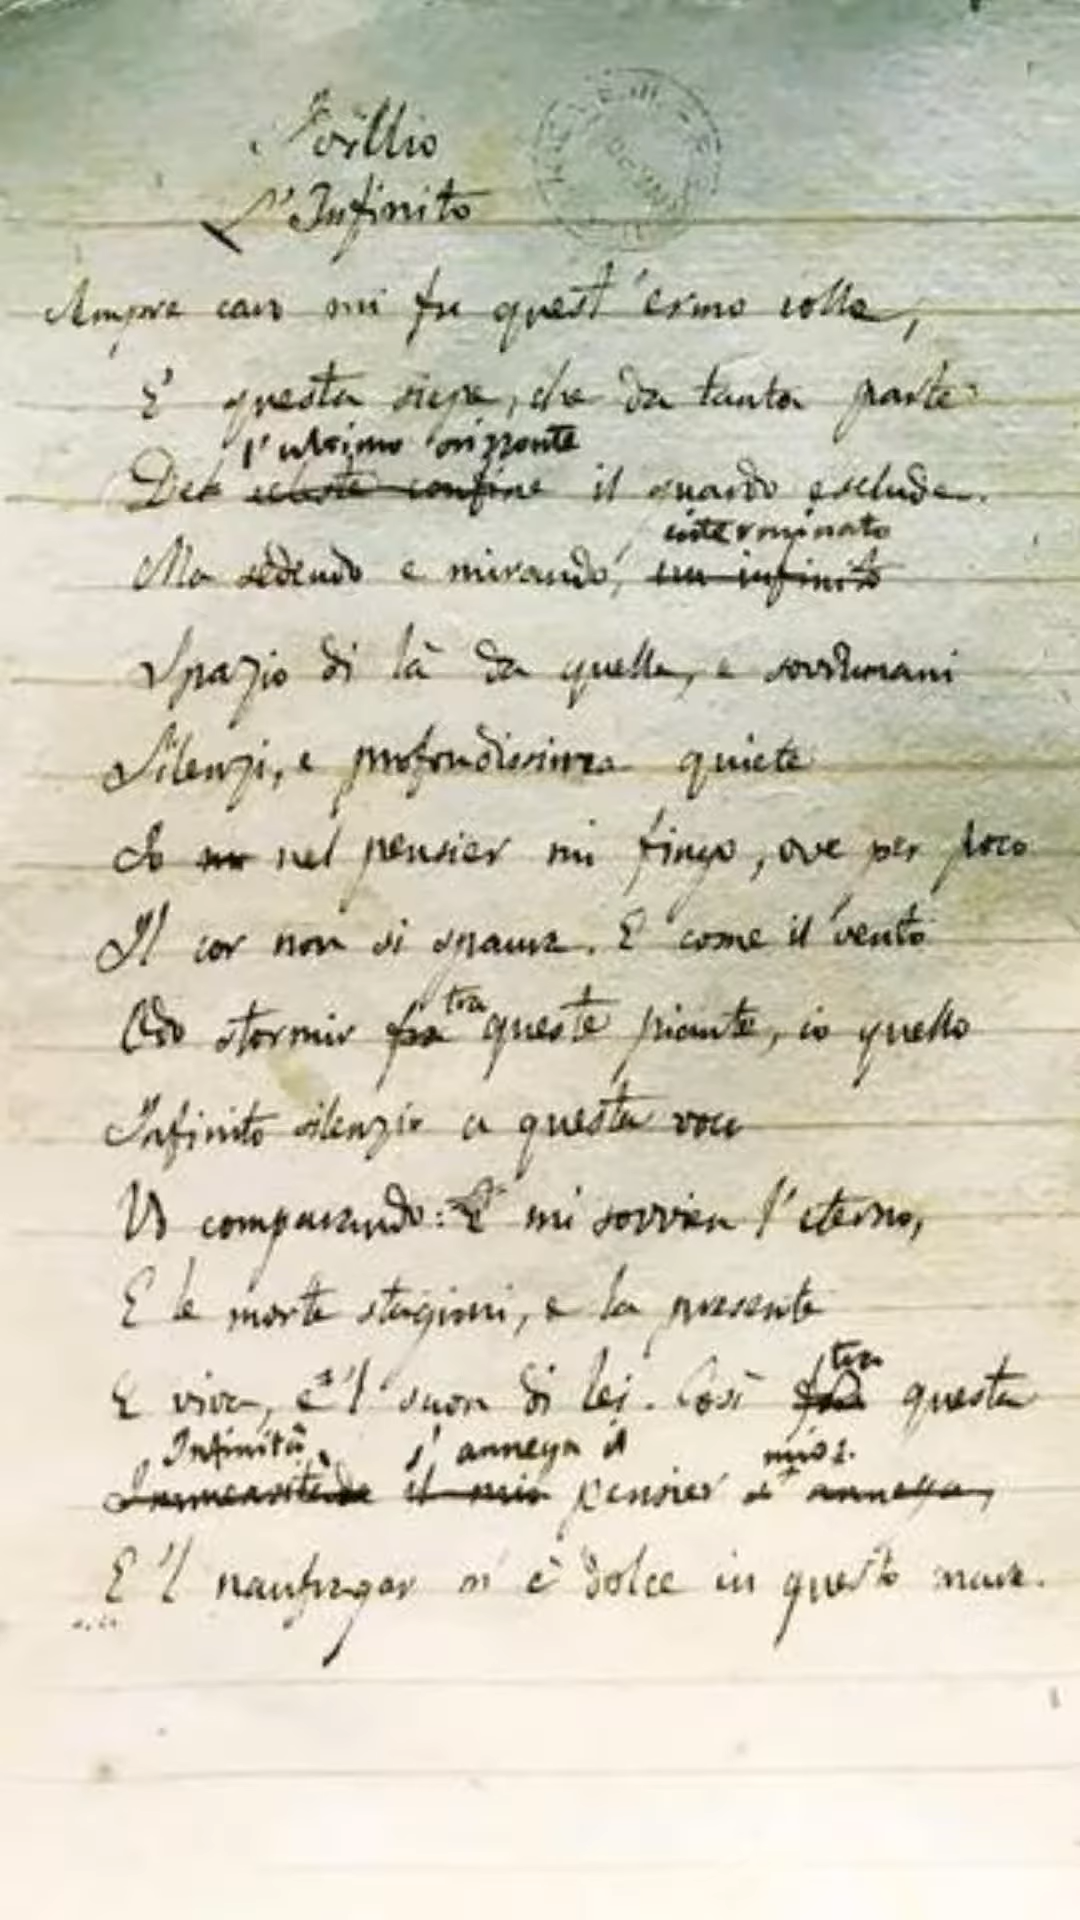 Idillio
L'Infinito
Sempre caro mi fu quest'ermo colle,
E questa siepe, che da tanta parte
l'ultimo orizzonte
Del celeste confine il guardo esclude.
interminato
Ma sedendo e mirando, un infinito
Spazio di là da quella, e sovrumani
Silenzi, e profondissima quiete
Io nel pensier mi fingo, ove per poco
Il cor non si spaura. E come il vento
tra
Odo stormir fra queste piante, io quello
Infinito silenzio a questa voce
Vo comparando: E mi sovvien l'eterno,
E le morte stagioni, e la presente
tra
E viva, e 'l suon di lei. Così fra questa
Infinità s'annega il mio:
Immensitade il mio pensier s'annega,
E 'l naufragar m'è dolce in questo mare.